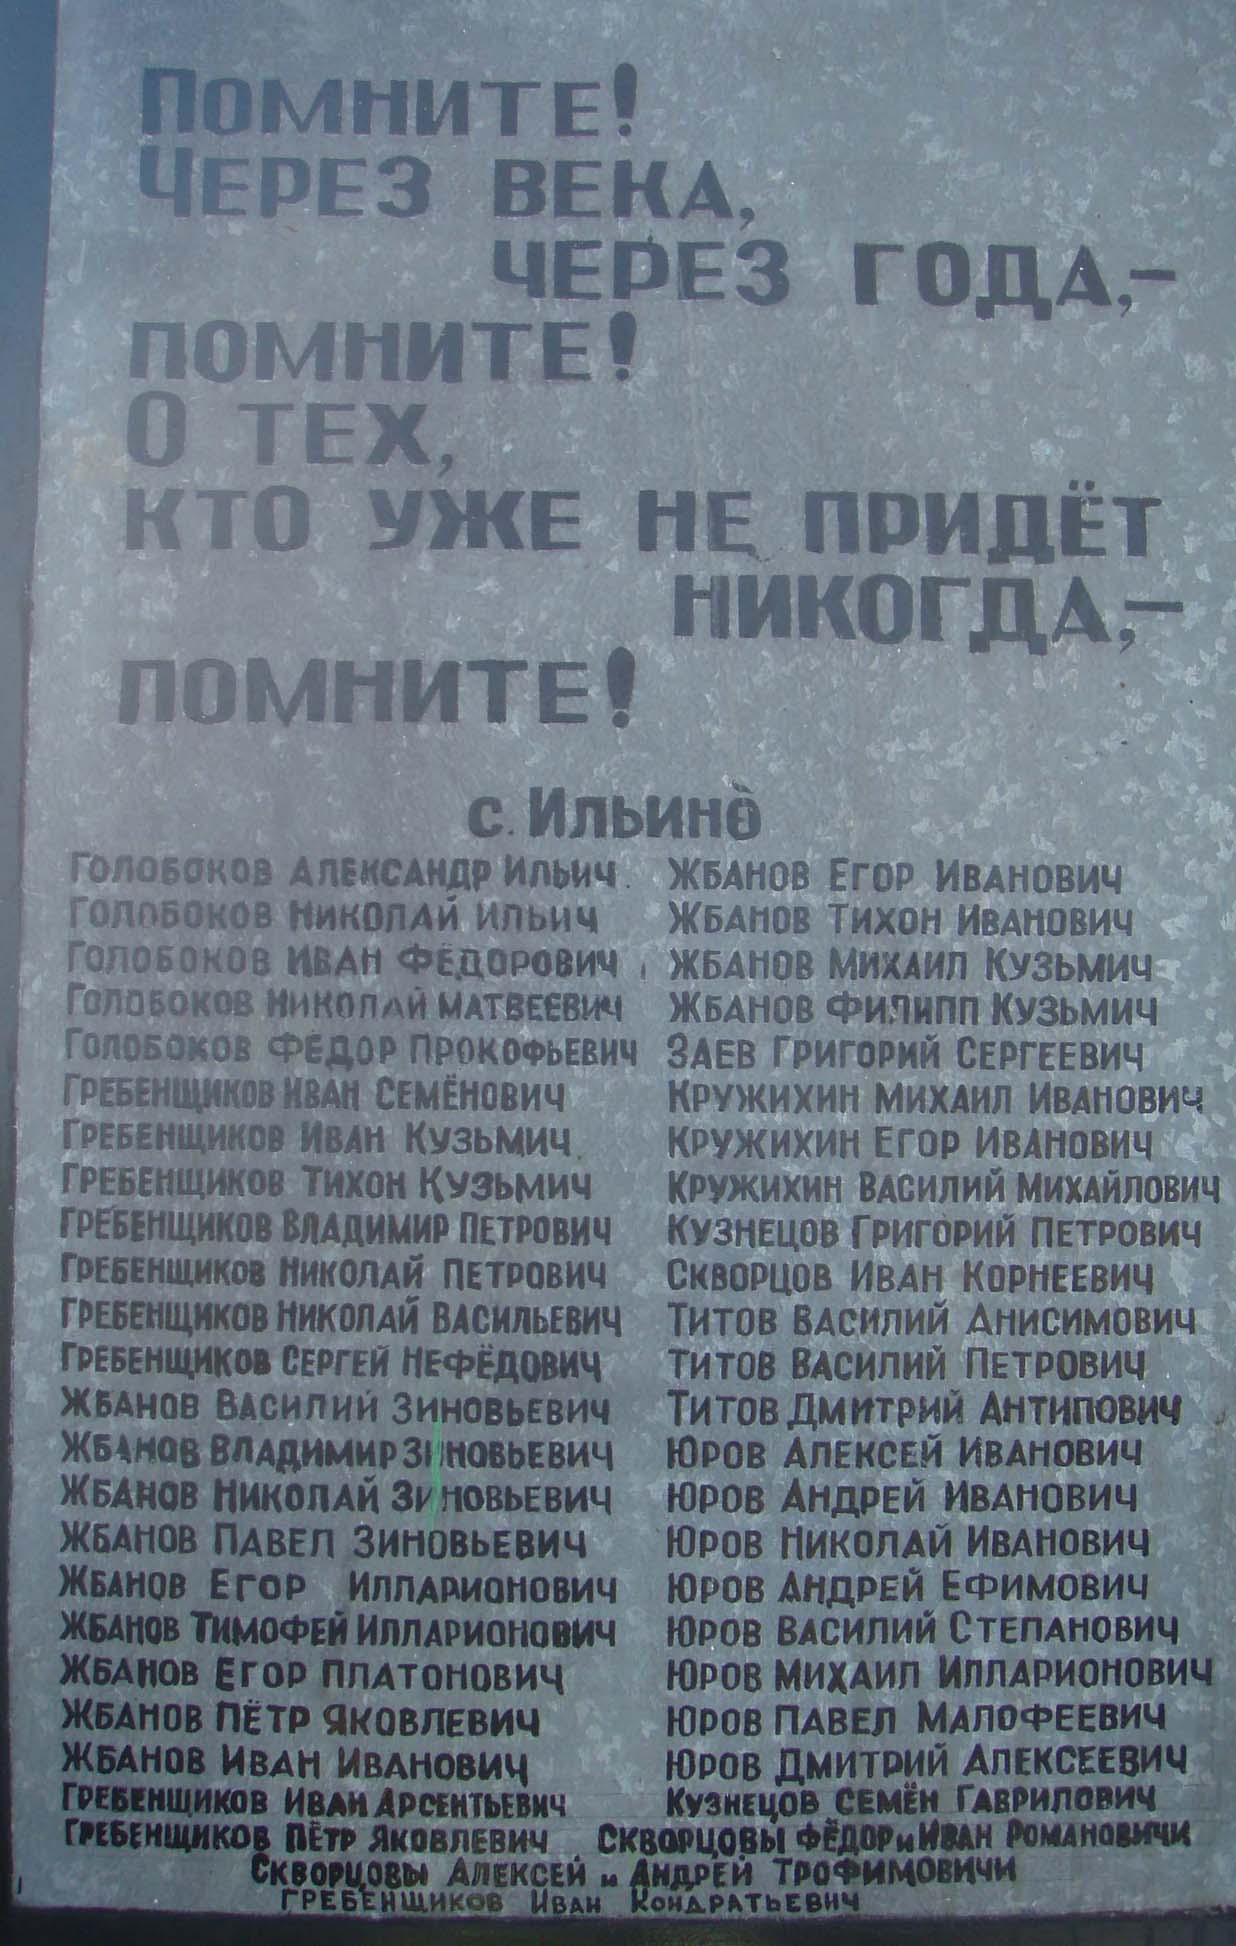 ПОМНИТЕ!
ЧЕРЕЗ ВЕКА,
ЧЕРЕЗ ГОДА,–
ПОМНИТЕ!
О ТЕХ,
КТО УЖЕ НЕ ПРИДЁТ
НИКОГДА,–
ПОМНИТЕ!
с. Ильино
ГОЛОБОКОВ АЛЕКСАНДР ИЛЬИЧ
ГОЛОБОКОВ НИКОЛАЙ ИЛЬИЧ
ГОЛОБОКОВ ИВАН ФЁДОРОВИЧ
ГОЛОБОКОВ НИКОЛАЙ МАТВЕЕВИЧ
ГОЛОБОКОВ ФЁДОР ПРОКОФЬЕВИЧ
ГРЕБЕНЩИКОВ ИВАН СЕМЁНОВИЧ
ГРЕБЕНЩИКОВ ИВАН КУЗЬМИЧ
ГРЕБЕНЩИКОВ ТИХОН КУЗЬМИЧ
ГРЕБЕНЩИКОВ ВЛАДИМИР ПЕТРОВИЧ
ГРЕБЕНЩИКОВ НИКОЛАЙ ПЕТРОВИЧ
ГРЕБЕНЩИКОВ НИКОЛАЙ ВАСИЛЬЕВИЧ
ГРЕБЕНЩИКОВ СЕРГЕЙ НЕФЁДОВИЧ
ЖБАНОВ ВАСИЛИЙ ЗИНОВЬЕВИЧ
ЖБАНОВ ВЛАДИМИР ЗИНОВЬЕВИЧ
ЖБАНОВ НИКОЛАЙ ЗИНОВЬЕВИЧ
ЖБАНОВ ПАВЕЛ ЗИНОВЬЕВИЧ
ЖБАНОВ ЕГОР ИЛЛАРИОНОВИЧ
ЖБАНОВ ТИМОФЕЙ ИЛЛАРИОНОВИЧ
ЖБАНОВ ЕГОР ПЛАТОНОВИЧ
ЖБАНОВ ПЁТР ЯКОВЛЕВИЧ
ЖБАНОВ ИВАН ИВАНОВИЧ
ГРЕБЕНЩИКОВ ИВАН АРСЕНТЬЕВИЧ
ГРЕБЕНЩИКОВ ПЁТР ЯКОВЛЕВИЧ
ЖБАНОВ ЕГОР ИВАНОВИЧ
ЖБАНОВ ТИХОН ИВАНОВИЧ
ЖБАНОВ МИХАИЛ КУЗЬМИЧ
ЖБАНОВ ФИЛИПП КУЗЬМИЧ
ЗАЕВ ГРИГОРИЙ СЕРГЕЕВИЧ
КРУЖИХИН МИХАИЛ ИВАНОВИЧ
КРУЖИХИН ЕГОР ИВАНОВИЧ
КРУЖИХИН ВАСИЛИЙ МИХАЙЛОВИЧ
КУЗНЕЦОВ ГРИГОРИЙ ПЕТРОВИЧ
СКВОРЦОВ ИВАН КОРНЕЕВИЧ
ТИТОВ ВАСИЛИЙ АНИСИМОВИЧ
ТИТОВ ВАСИЛИЙ ПЕТРОВИЧ
ТИТОВ ДМИТРИЙ АНТИПОВИЧ
ЮРОВ АЛЕКСЕЙ ИВАНОВИЧ
ЮРОВ АНДРЕЙ ИВАНОВИЧ
ЮРОВ НИКОЛАЙ ИВАНОВИЧ
ЮРОВ АНДРЕЙ ЕФИМОВИЧ
ЮРОВ ВАСИЛИЙ СТЕПАНОВИЧ
ЮРОВ МИХАИЛ ИЛЛАРИОНОВИЧ
ЮРОВ ПАВЕЛ МАЛОФЕЕВИЧ
ЮРОВ ДМИТРИЙ АЛЕКСЕЕВИЧ
КУЗНЕЦОВ СЕМЁН ГАВРИЛОВИЧ
СКВОРЦОВЫ ФЁДОР и ИВАН РОМАНОВИЧИ
СКВОРЦОВЫ АЛЕКСЕЙ и АНДРЕЙ ТРОФИМОВИЧИ
ГРЕБЕНЩИКОВ ИВАН КОНДРАТЬЕВИЧ